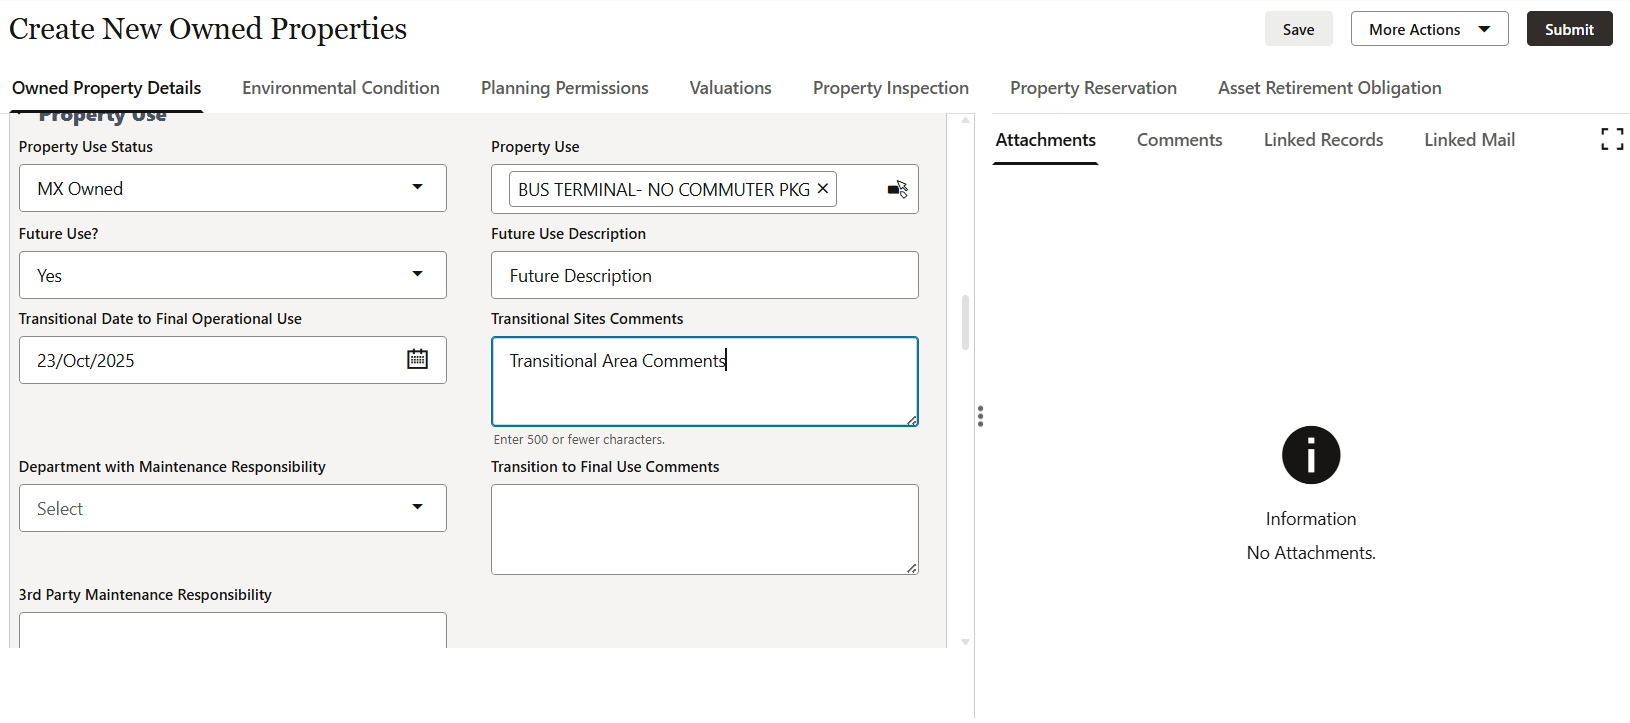 Create New Owned Properties
Save
More Actions
Submit
Owned Property Details
Environmental Condition
Planning Permissions
Valuations
Property Inspection
Property Reservation
Asset Retirement Obligation
Property Use
Property Use Status
Property Use
MX Owned
BUS TERMINAL- NO COMMUTER PKG
Future Use?
Future Use Description
Yes
Future Description
Transitional Date to Final Operational Use
Transitional Sites Comments
23/Oct/2025
Transitional Area Comments
Enter 500 or fewer characters.
Department with Maintenance Responsibility
Transition to Final Use Comments
Select
3rd Party Maintenance Responsibility
Attachments
Comments
Linked Records
Linked Mail
Information
No Attachments.